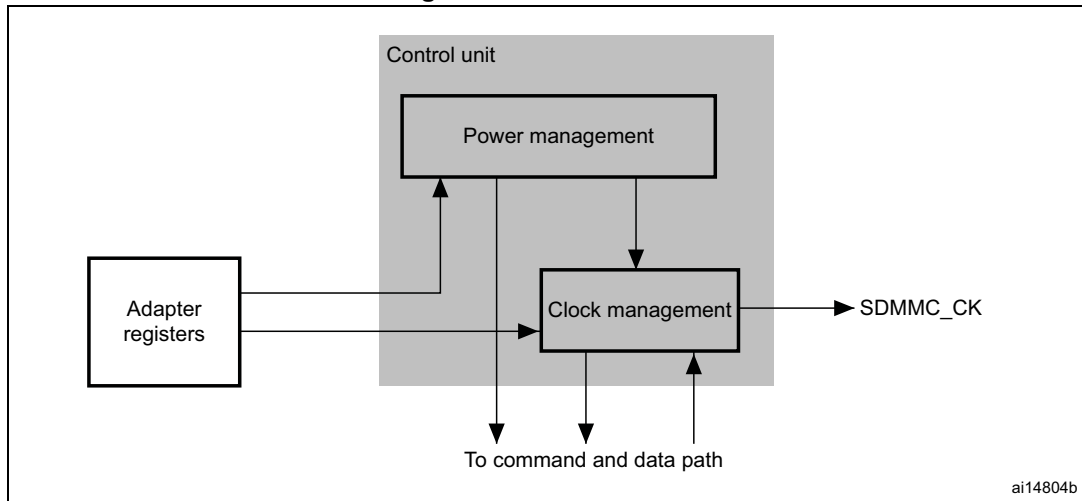 Control unit
Power management
Adapter
registers
Clock management
SDMMC_CK
To command and data path
ai14804b